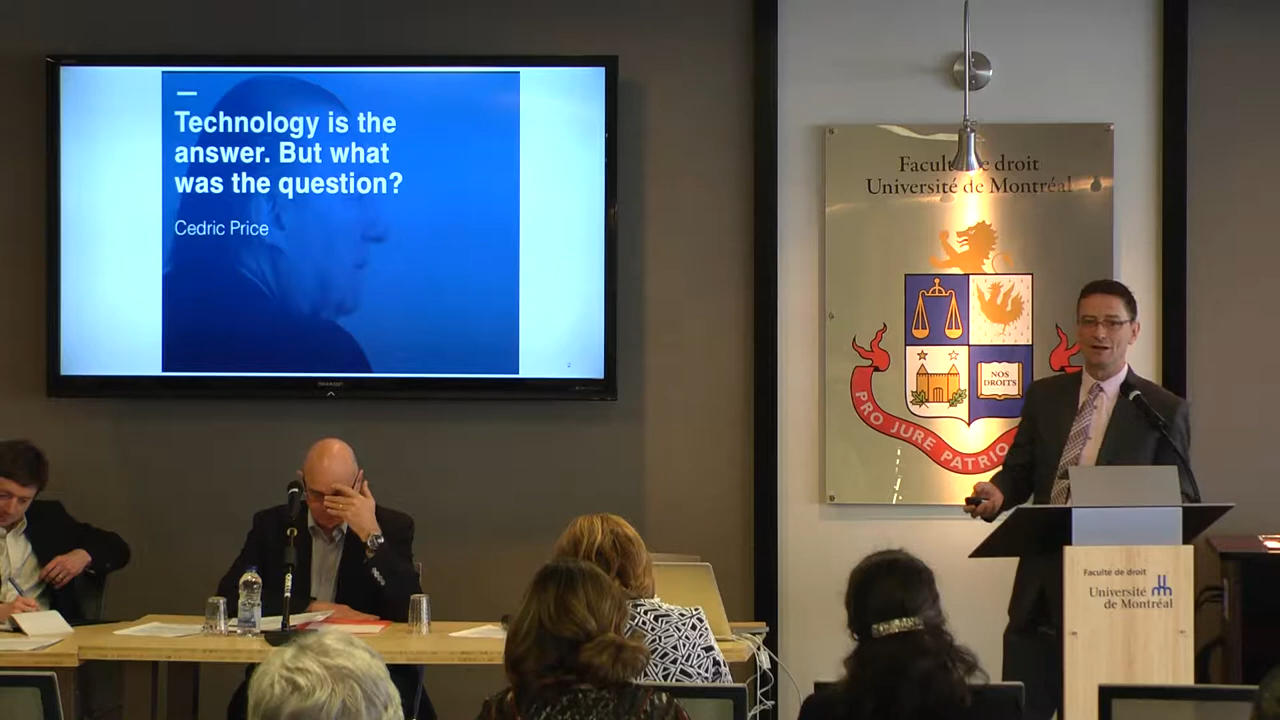 Technology is the
answer. But what
was the question?
Cedric Price
SHARP
Faculté de droit
Université de Montréal
NOS
DROITS
PRO JURE PATRIO
Faculté de droit
Université
de Montréal